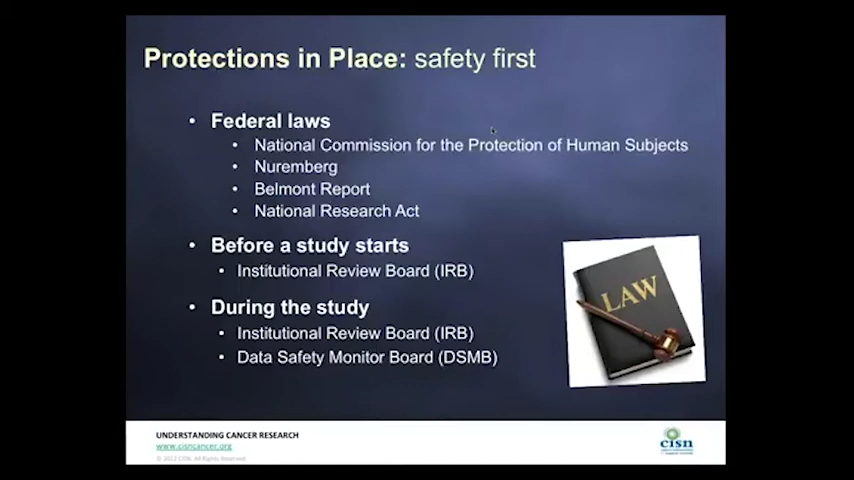 Protections in Place: safety first
• Federal laws
• National Commission for the Protection of Human Subjects
• Nuremberg
• Belmont Report
• National Research Act
• Before a study starts
• Institutional Review Board (IRB)
• During the study
• Institutional Review Board (IRB)
• Data Safety Monitor Board (DSMB)
LAW
UNDERSTANDING CANCER RESEARCH
www.cisncancer.org
© 2012 CISN. All Rights Reserved.
cisn